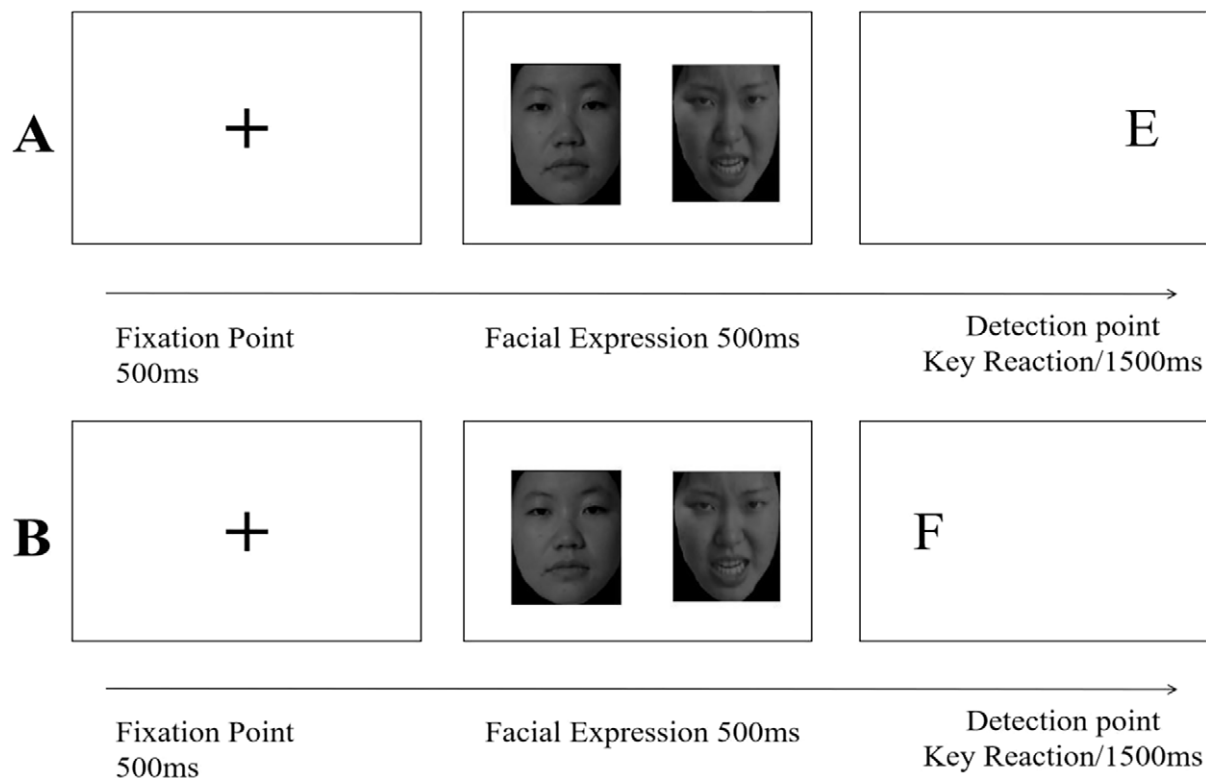 A
+
E
Fixation Point
500ms
Facial Expression 500ms
Detection point
Key Reaction/1500ms
B
+
F
Fixation Point
500ms
Facial Expression 500ms
Detection point
Key Reaction/1500ms